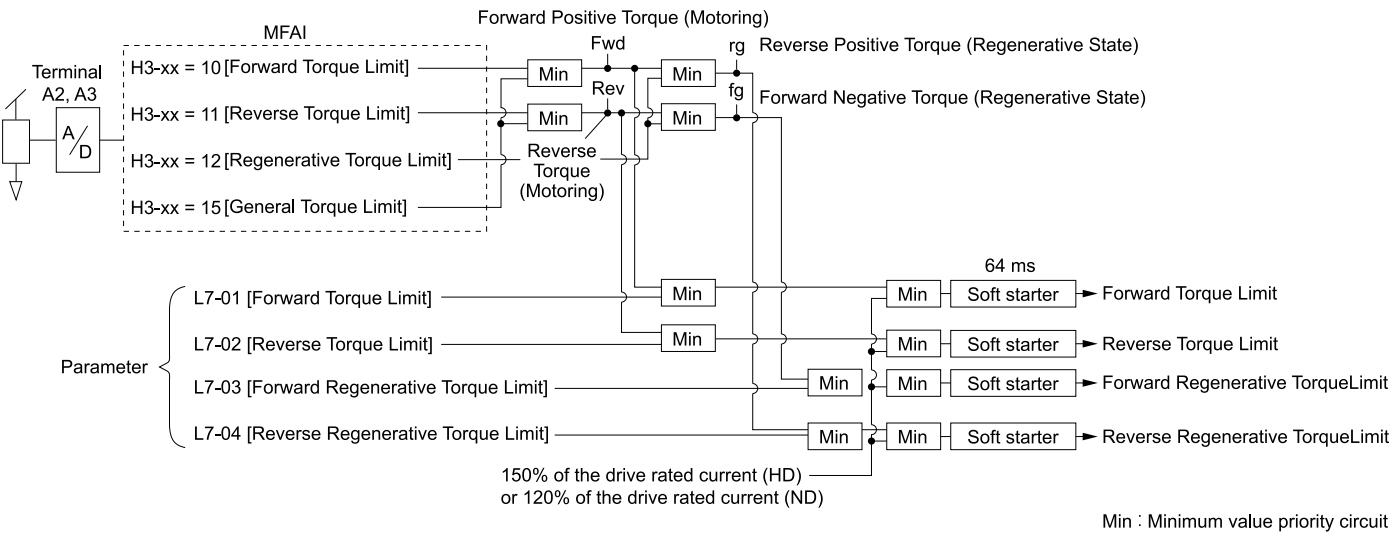 Forward Positive Torque (Motoring)
MFAI
Fwd
rg
Reverse Positive Torque (Regenerative State)
Terminal
A2, A3
H3-xx = 10 [Forward Torque Limit]
Min
Min
Rev
fg
Forward Negative Torque (Regenerative State)
A/D
H3-xx = 11 [Reverse Torque Limit]
Min
Min
H3-xx = 12 [Regenerative Torque Limit]
Reverse
Torque
(Motoring)
H3-xx = 15 [General Torque Limit]
64 ms
L7-01 [Forward Torque Limit]
Min
Min
Soft starter
Forward Torque Limit
L7-02 [Reverse Torque Limit]
Min
Min
Soft starter
Reverse Torque Limit
Parameter
L7-03 [Forward Regenerative Torque Limit]
Min
Min
Soft starter
Forward Regenerative TorqueLimit
L7-04 [Reverse Regenerative Torque Limit]
Min
Min
Soft starter
Reverse Regenerative TorqueLimit
150% of the drive rated current (HD)
or 120% of the drive rated current (ND)
Min : Minimum value priority circuit